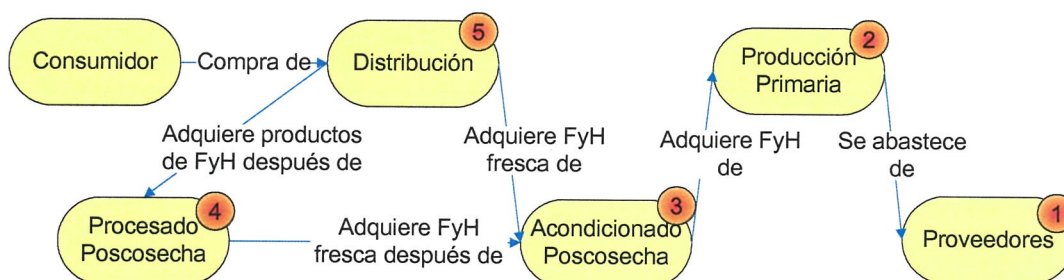 Consumidor
Compra de
Distribución
5
Producción
Primaria
2
Adquiere productos
de FyH después de
Adquiere FyH
fresca de
Adquiere FyH
de
Se abastece
de
Procesado
Poscosecha
4
Adquiere FyH
fresca después de
Acondicionado
Poscosecha
3
Proveedores
1